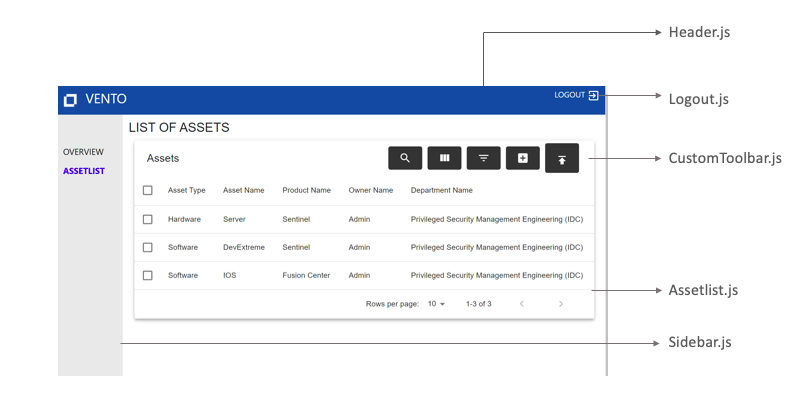 Header.js
VENTO
LOGOUT
Logout.js
LIST OF ASSETS
OVERVIEW
ASSETLIST
Assets
CustomToolbar.js
Asset Type Asset Name Product Name Owner Name Department Name
Hardware Server Sentinel Admin Privileged Security Management Engineering (IDC)
Software DevExtreme Sentinel Admin Privileged Security Management Engineering (IDC)
Software IOS Fusion Center Admin Privileged Security Management Engineering (IDC)
Assetlist.js
Rows per page: 10 1-3 of 3
Sidebar.js